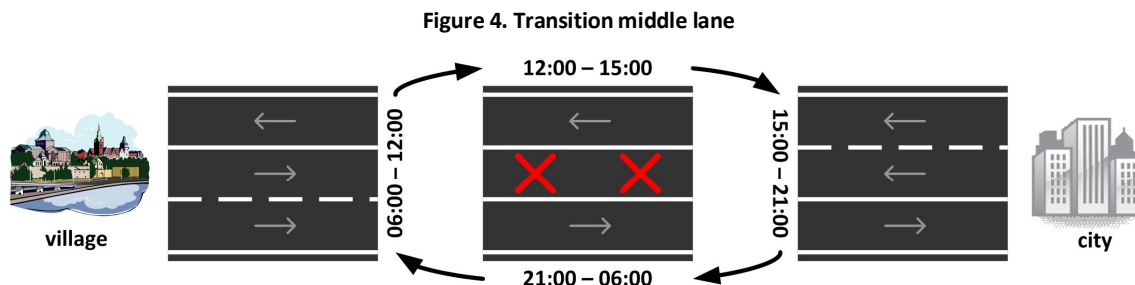 Figure 4. Transition middle lane
12:00 – 15:00
06:00 – 12:00
15:00 – 21:00
village
city
21:00 – 06:00